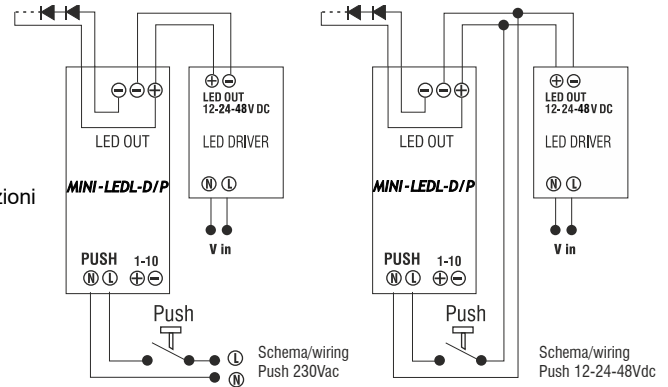 ⊖ ⊖ ⊕
LED OUT
MINI-LEDL-D/P
PUSH 1-10
Ⓝ Ⓛ ⊕ ⊖
⊕ ⊖
LED OUT
12-24-48V DC
LED DRIVER
Ⓝ Ⓛ
V in
zioni
Push
Ⓛ
Ⓝ
Schema/wiring
Push 230Vac
⊖ ⊖ ⊕
LED OUT
MINI-LEDL-D/P
PUSH 1-10
Ⓝ Ⓛ ⊕ ⊖
⊕ ⊖
LED OUT
12-24-48V DC
LED DRIVER
Ⓝ Ⓛ
V in
Push
Schema/wiring
Push 12-24-48Vdc